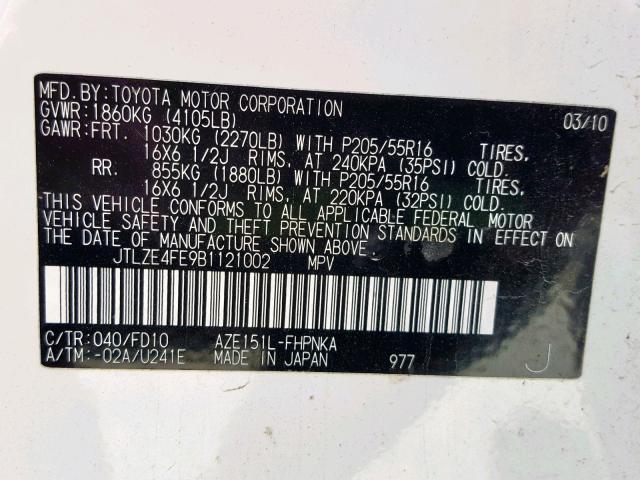 MFD.BY:TOYOTA MOTOR CORPORATION 03/10
GVWR:1860KG (4105LB)
GAWR:FRT. 1030KG (2270LB) WITH P205/55R16 TIRES,
16X6 1/2J RIMS, AT 240KPA (35PSI) COLD.
RR. 855KG (1880LB) WITH P205/55R16 TIRES,
16X6 1/2J RIMS, AT 220KPA (32PSI) COLD.
THIS VEHICLE CONFORMS TO ALL APPLICABLE FEDERAL MOTOR
VEHICLE SAFETY AND THEFT PREVENTION STANDARDS IN EFFECT ON
THE DATE OF MANUFACTURE SHOWN ABOVE.
JTLZE4FE9B1121002 MPV
C/TR:040/FD10 AZE151L-FHPNKA
A/TM:-02A/U241E MADE IN JAPAN 977 J